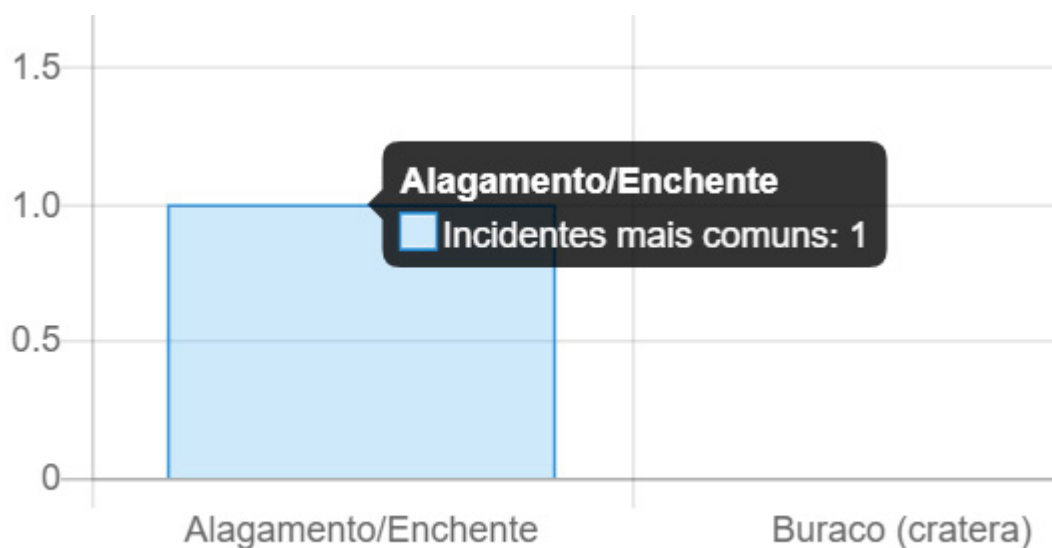 1.5
Alagamento/Enchente
1.0
Incidentes mais comuns: 1
0.5
0
Alagamento/Enchente
Buraco (cratera)